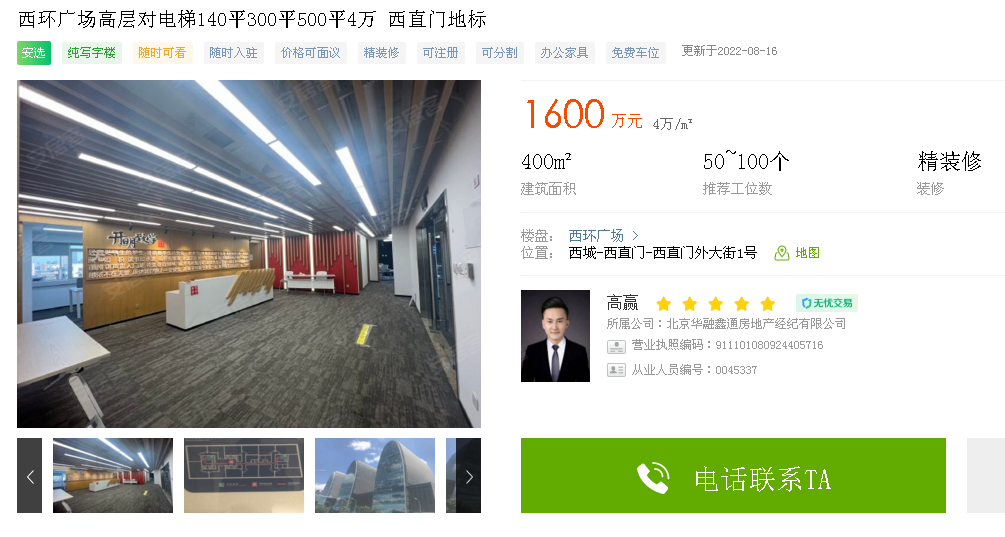 西环广场高层对电梯140平300平500平4万 西直门地标
安选 纯写字楼 随时可看 随时入驻 价格可面议 精装修 可注册 可分割 办公家具 免费车位 更新于2022-08-16
1600 万元 4万/㎡
400m² 50~100个 精装修
建筑面积 推荐工位数 装修
楼盘： 西环广场 >
位置： 西城-西直门-西直门外大街1号 地图
高赢 无忧交易
所属公司：北京华融鑫通房地产经纪有限公司
营业执照编码：911101080924405716
从业人员编号：0045337
电话联系TA